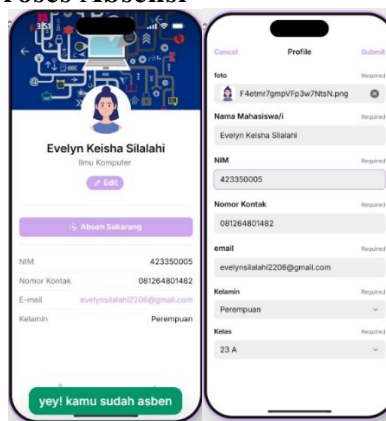 Proses Absensi
3:51
Evelyn Keisha Silalahi
Ilmu Komputer
Edit
Absen Sekarang
NIM 423350005
Nomor Kontak 081264801482
E-mail evelynsilalahi2208@gmail.com
Kelamin Perempuan
yey! kamu sudah asben
Cancel Profile Submit
foto Required
F4etmr7gmpVFp3w7NtsN.png
Nama Mahasiswa/i Required
Evelyn Keisha Silalahi
NIM Required
423350005
Nomor Kontak Required
081264801482
email Required
evelynsilalahi2208@gmail.com
Kelamin Required
Perempuan
Kelas Required
23 A